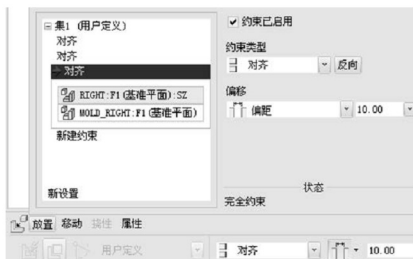 集1 (用户定义)
对齐
对齐
对齐
RIGHT:F1(基准平面):SZ
MOLD_RIGHT:F1(基准平面)
新建约束
新设置
约束已启用
约束类型
对齐
反向
偏移
偏距
10.00
状态
完全约束
放置 移动 挠性 属性
用户定义
对齐
10.00